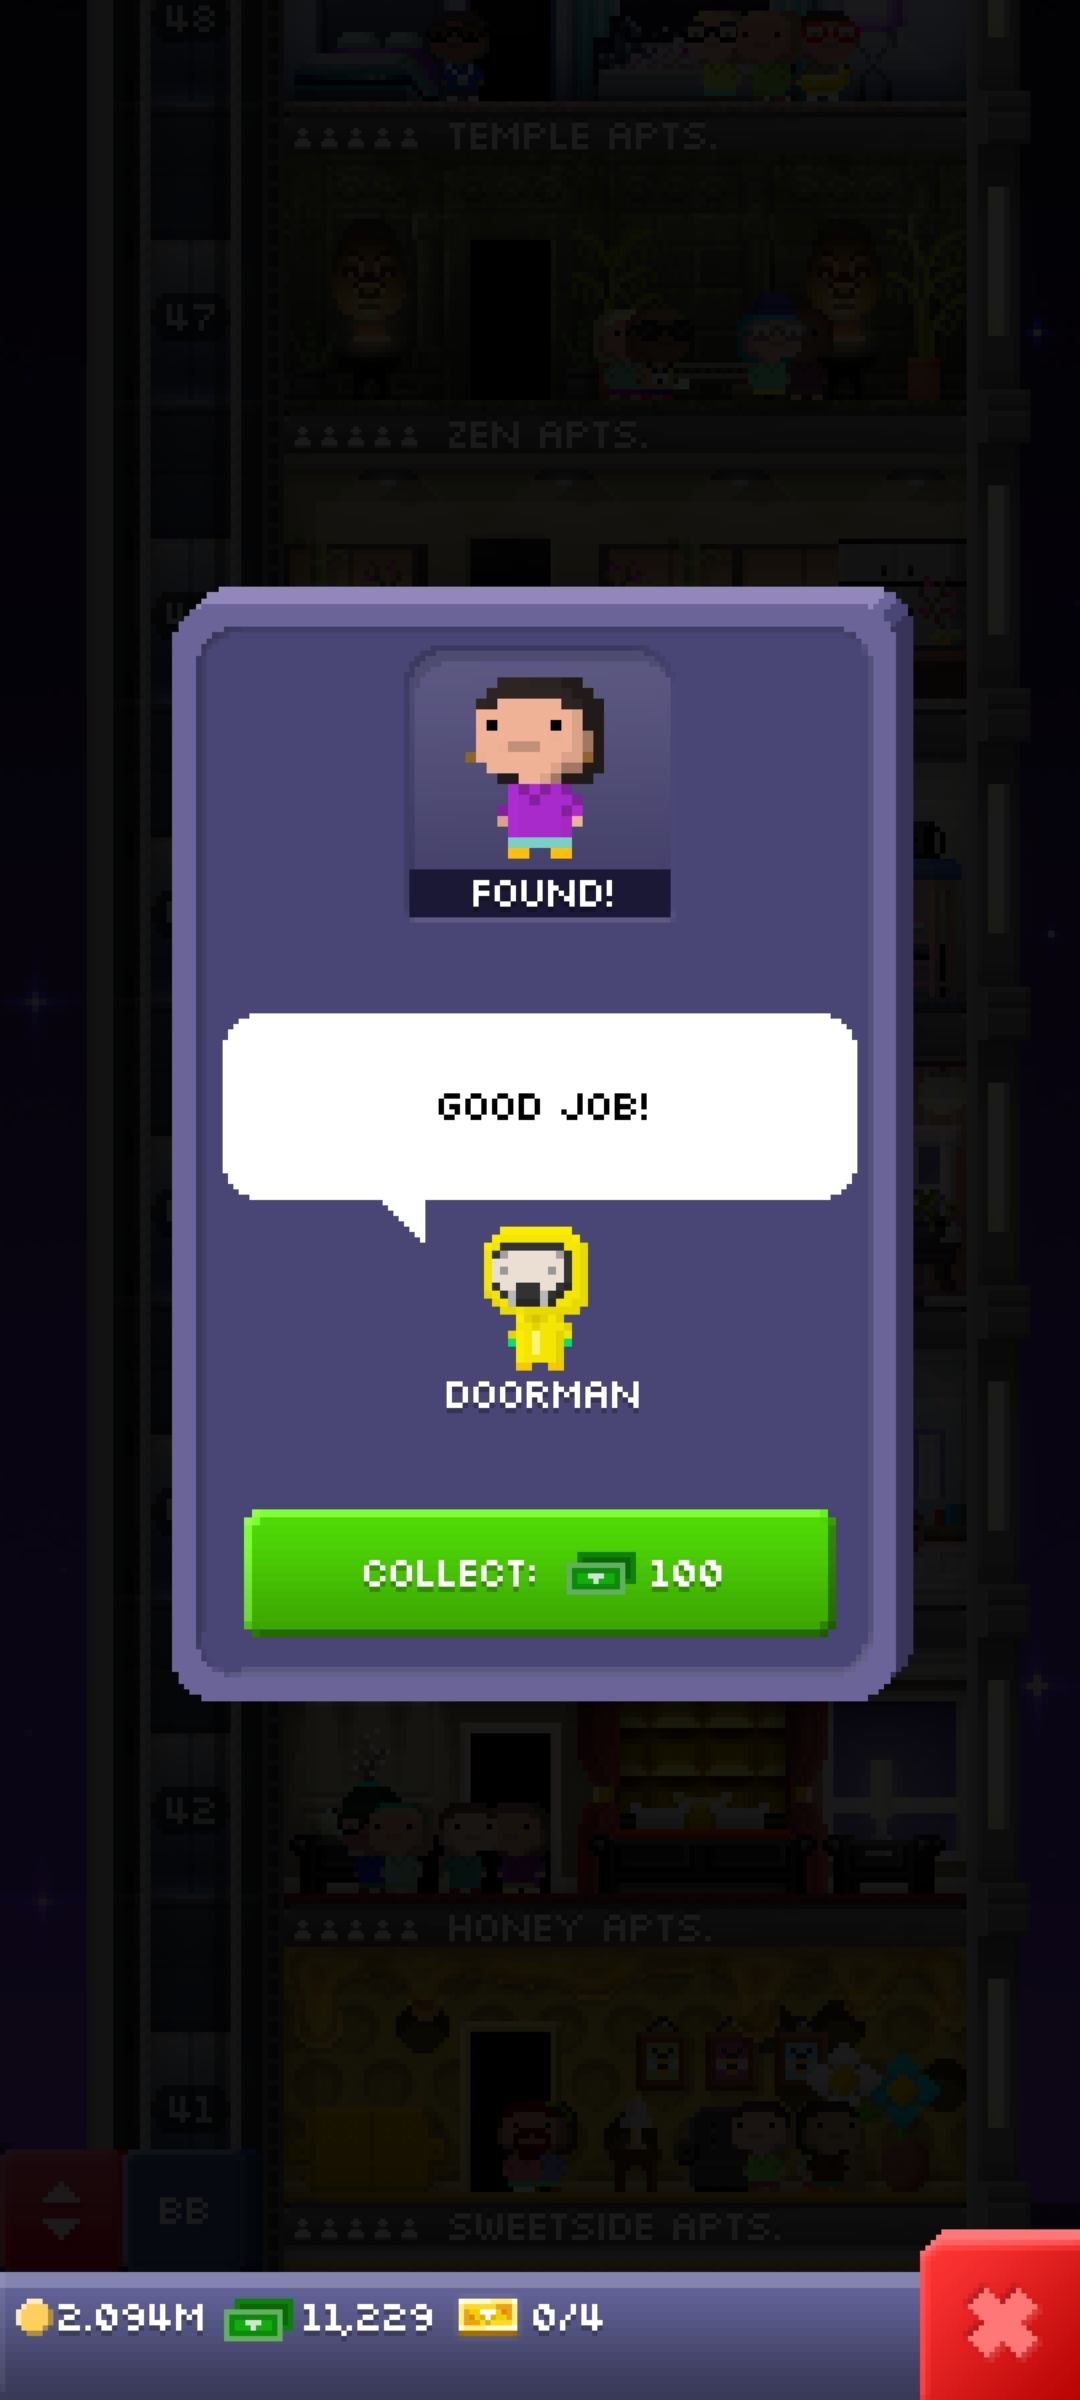 48
TEMPLE APTS.
47
ZEN APTS.
FOUND!
GOOD JOB!
DOORMAN
COLLECT: 100
42
HONEY APTS.
41
BB
SWEETSIDE APTS.
2.094M 11,229 0/4